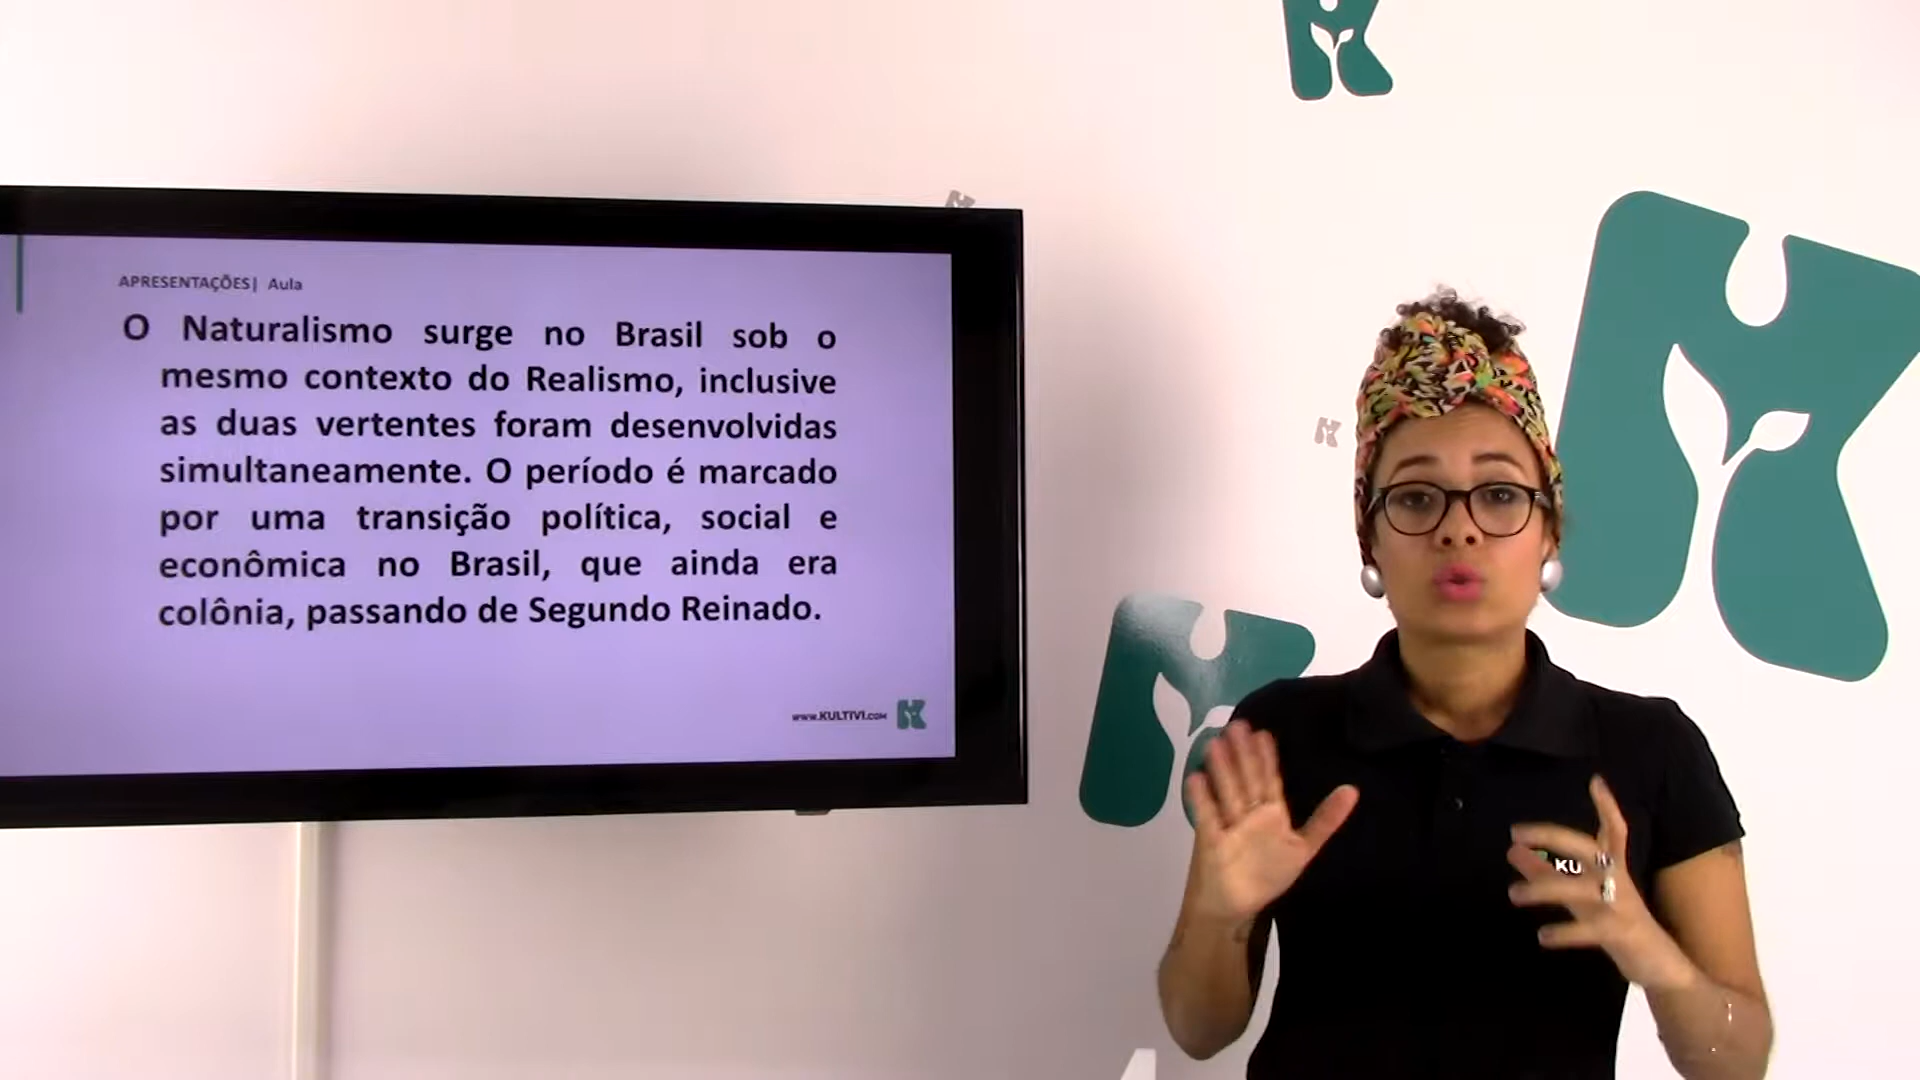 APRESENTAÇÕES| Aula
O Naturalismo surge no Brasil sob o
mesmo contexto do Realismo, inclusive
as duas vertentes foram desenvolvidas
simultaneamente. O período é marcado
por uma transição política, social e
econômica no Brasil, que ainda era
colônia, passando de Segundo Reinado.
www.KULTIVI.COM
KU